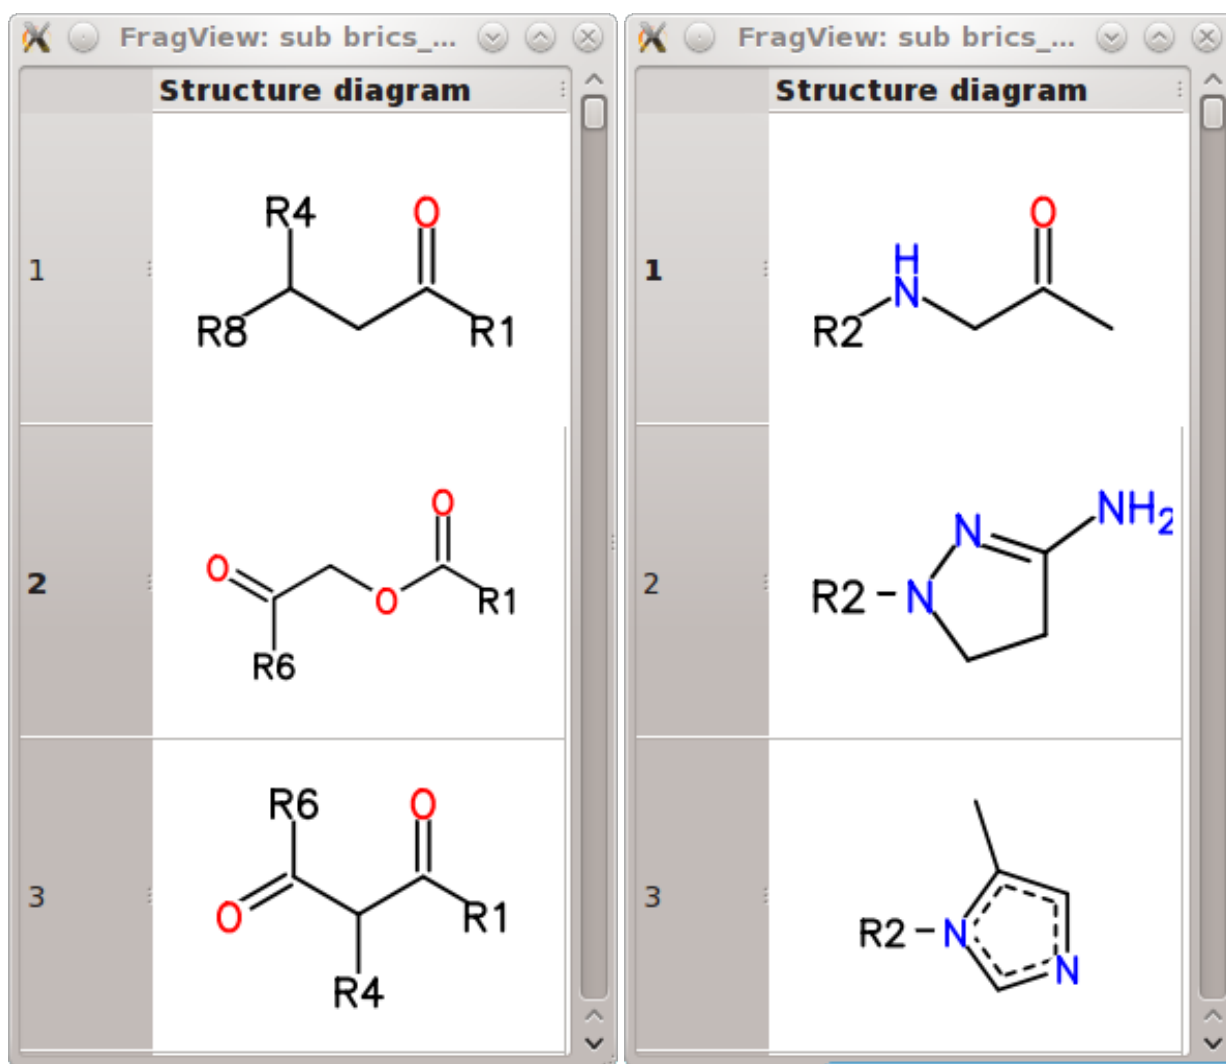 FragView: sub brics_...
Structure diagram
1
R4
O
R8
R1
2
O
O
O
R1
R6
3
R6
O
O
R1
R4
FragView: sub brics_...
Structure diagram
1
O
H
N
R2
2
NH2
N
R2
N
3
R2
N
N